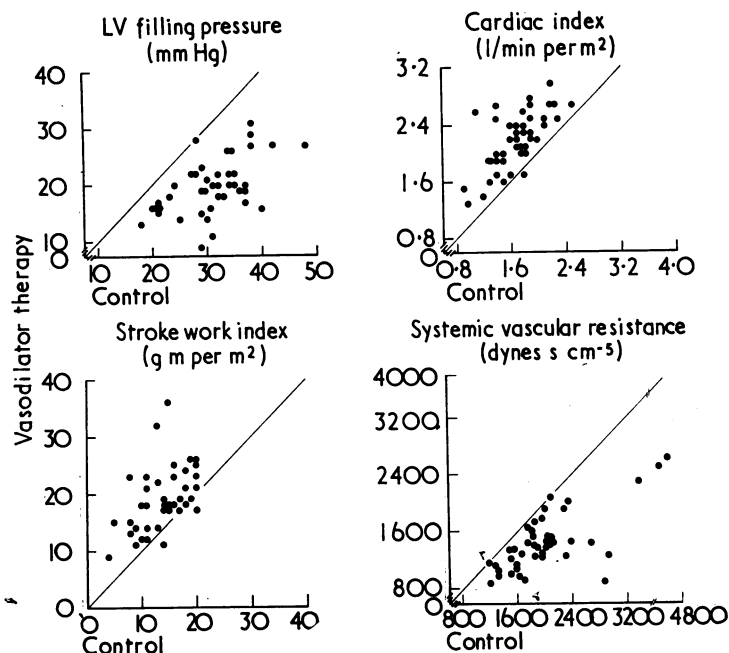 LV filling pressure
(mm Hg)
40
30
20
10
0
10 20 30 40 50
Control
Cardiac index
(l/min per m²)
3·2
2·4
1·6
0·8
0
0·8 1·6 2·4 3·2 4·0
Control
Vasodilator therapy
Stroke work index
(g m per m²)
40
30
20
10
0
0 10 20 30 40
Control
Systemic vascular resistance
(dynes s cm⁻⁵)
4000
3200
2400
1600
800
0
800 1600 2400 3200 4800
Control